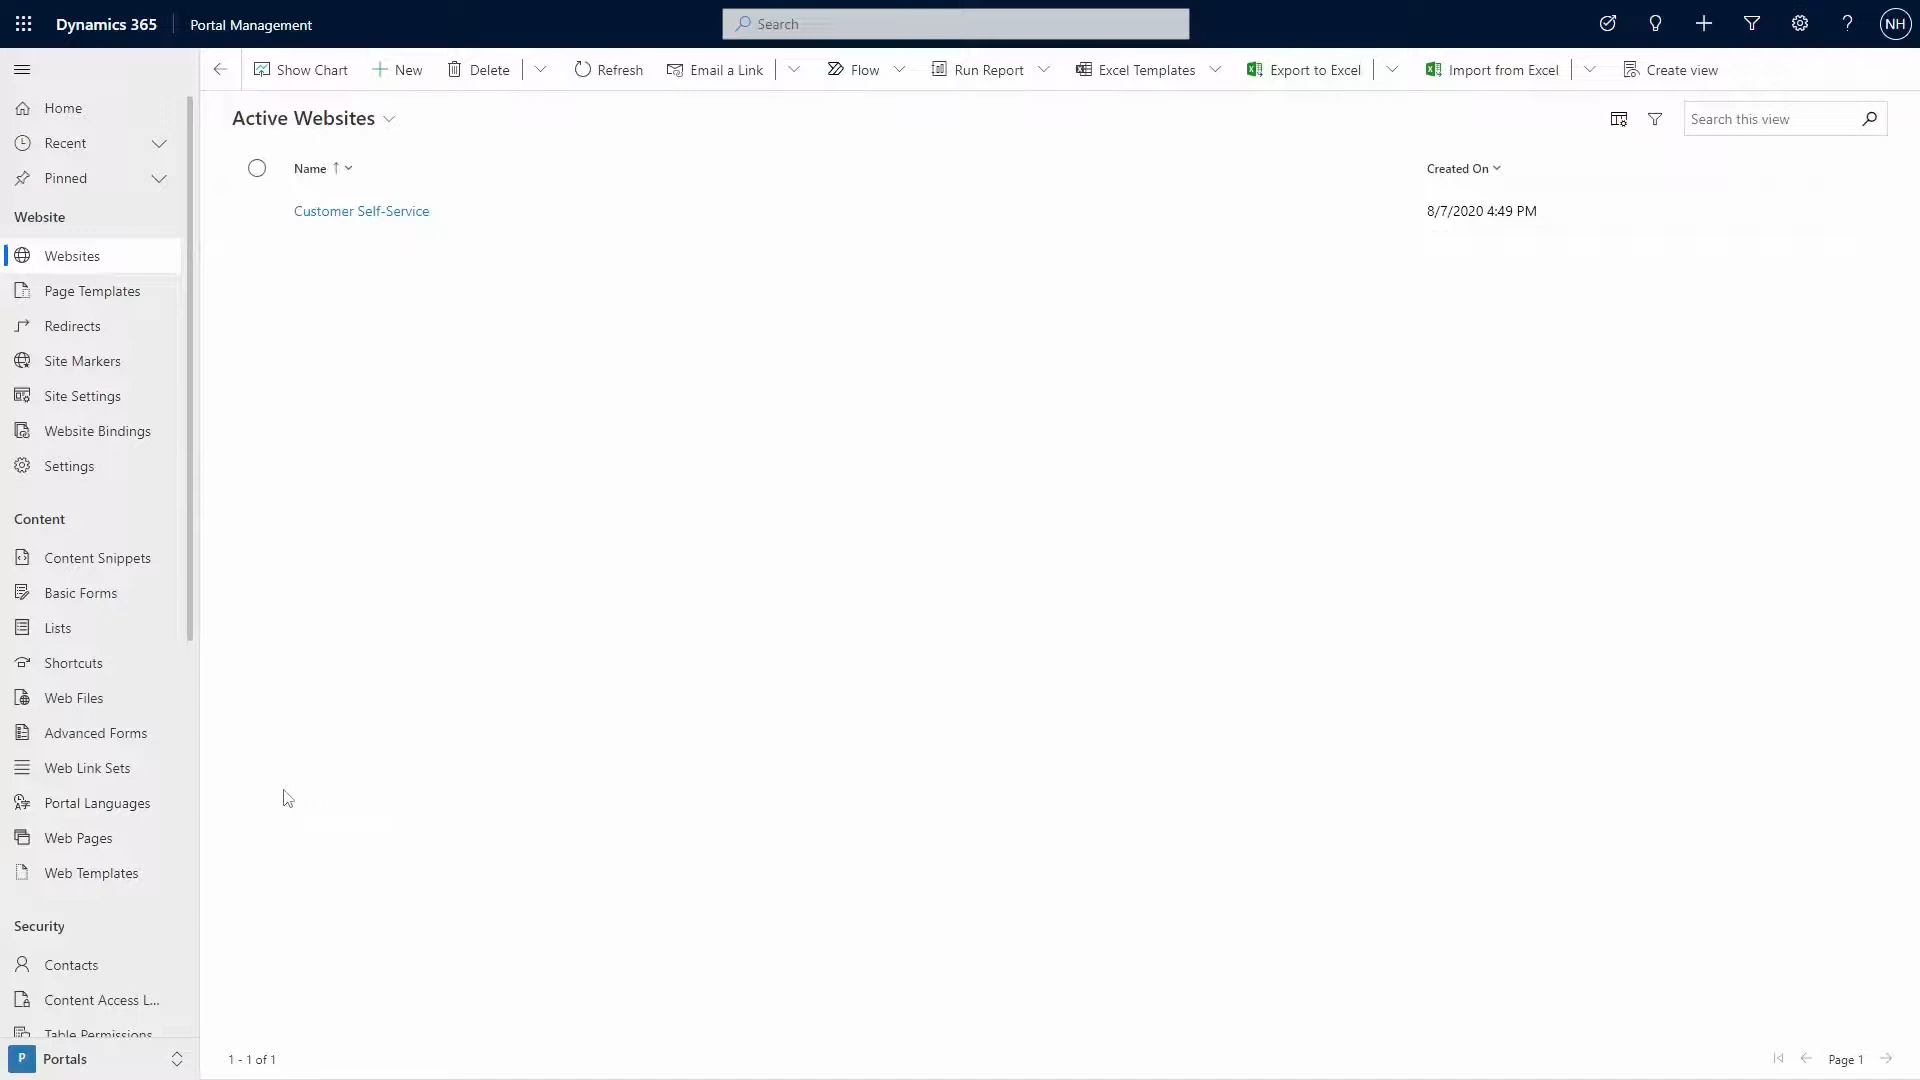 Dynamics 365 Portal Management Search NH
Show Chart New Delete Refresh Email a Link Flow Run Report Excel Templates Export to Excel Import from Excel Create view
Home
Recent
Pinned
Website
Websites
Page Templates
Redirects
Site Markers
Site Settings
Website Bindings
Settings
Content
Content Snippets
Basic Forms
Lists
Shortcuts
Web Files
Advanced Forms
Web Link Sets
Portal Languages
Web Pages
Web Templates
Security
Contacts
Content Access L...
Table Permissions
P Portals
Active Websites Search this view
Name Created On
Customer Self-Service 8/7/2020 4:49 PM
1 - 1 of 1 Page 1